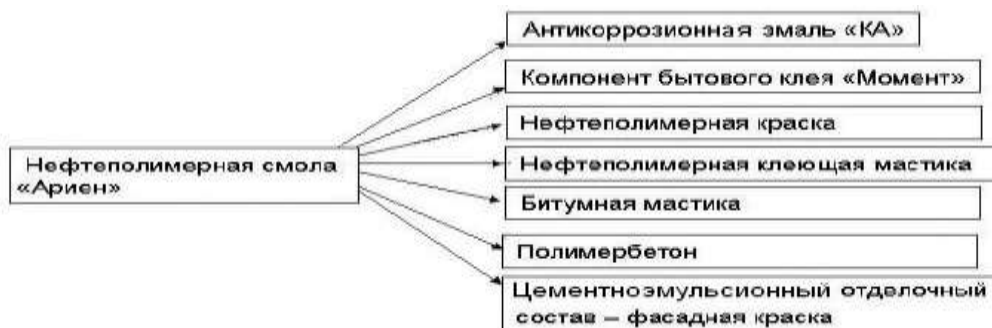 Антикоррозионная эмаль «КА»
Компонент бытового клея «Момент»
Нефтеполимерная краска
Нефтеполимерная смола
«Ариен»
Нефтеполимерная клеющая мастика
Битумная мастика
Полимербетон
Цементноэмульсионный отделочный
состав – фасадная краска